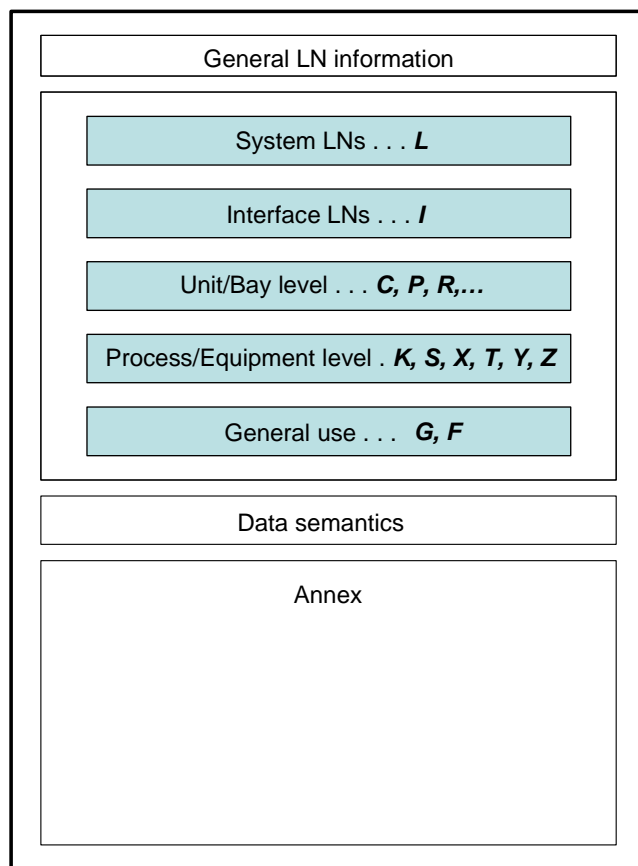 General LN information
System LNs . . . L
Interface LNs . . . I
Unit/Bay level . . . C, P, R,...
Process/Equipment level . K, S, X, T, Y, Z
General use . . . G, F
Data semantics
Annex